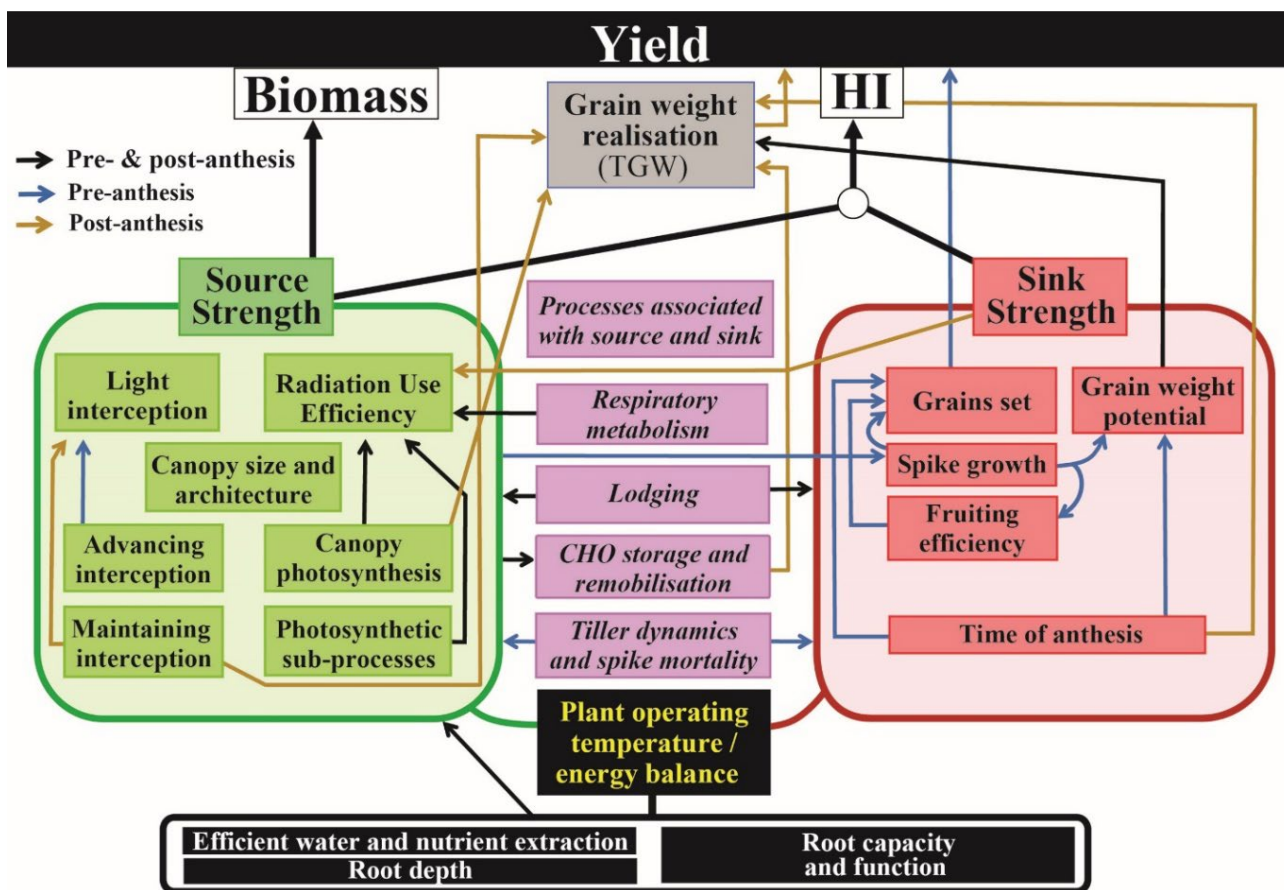 Yield
Biomass
Grain weight
realisation
(TGW)
HI
Pre- & post-anthesis
Pre-anthesis
Post-anthesis
Source
Strength
Sink
Strength
Processes associated
with source and sink
Light
interception
Radiation Use
Efficiency
Respiratory
metabolism
Grains set
Grain weight
potential
Canopy size and
architecture
Lodging
Spike growth
Fruiting
efficiency
Advancing
interception
Canopy
photosynthesis
CHO storage and
remobilisation
Maintaining
interception
Photosynthetic
sub-processes
Tiller dynamics
and spike mortality
Time of anthesis
Plant operating
temperature /
energy balance
Efficient water and nutrient extraction
Root depth
Root capacity
and function